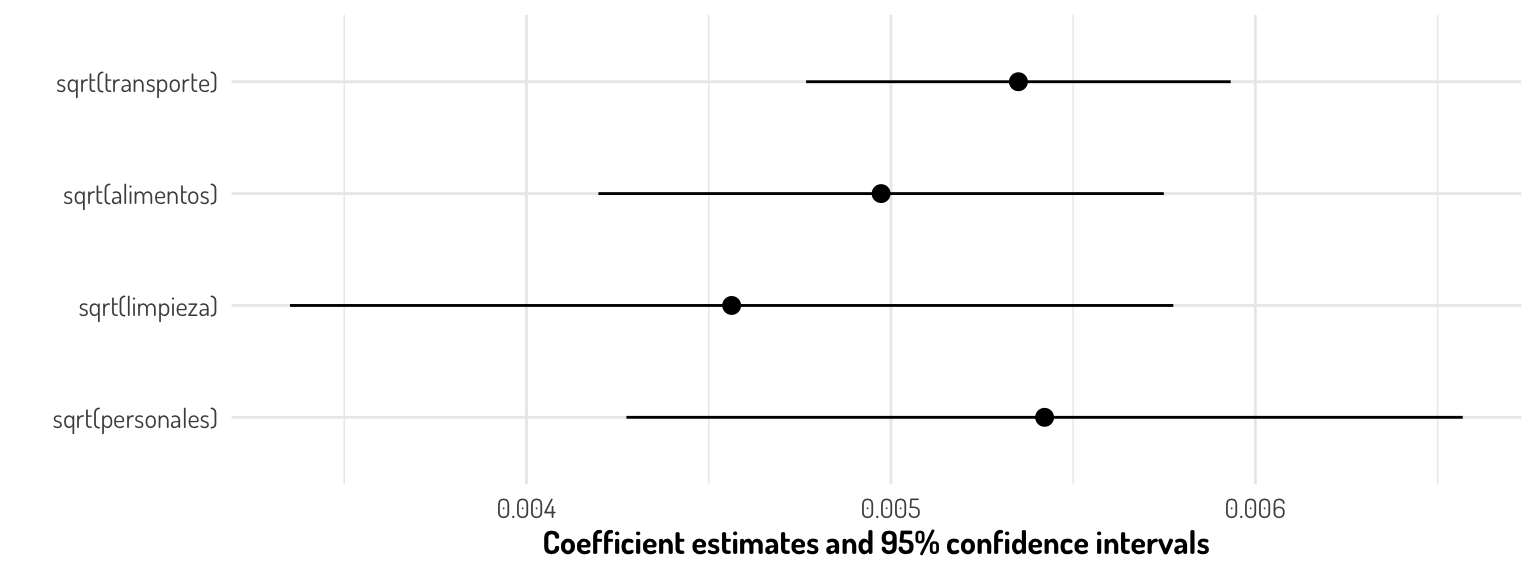 sqrt(transporte)
sqrt(alimentos)
sqrt(limpieza)
sqrt(personales)
0.004 0.005 0.006
Coefficient estimates and 95% confidence intervals